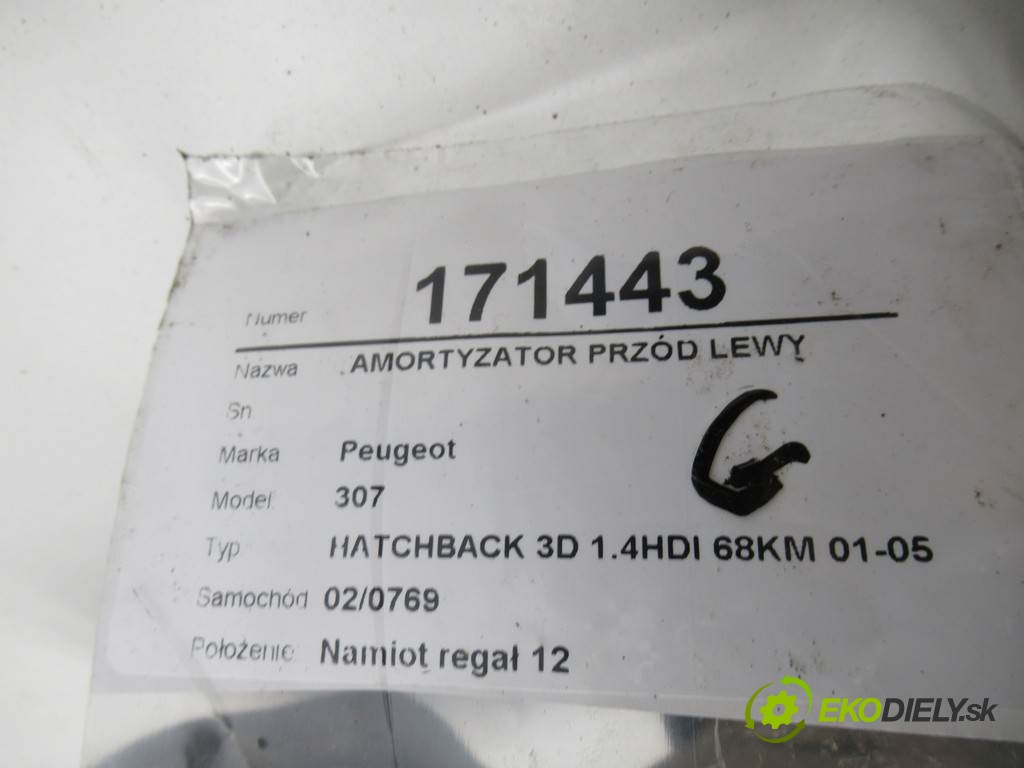 Numer 171443
Nazwa AMORTYZATOR PRZÓD LEWY
Sn
Marka Peugeot
G
Model 307
Typ HATCHBACK 3D 1.4HDI 68KM 01-05
Samochód 02/0769
Położenie Namiot regał 12
EKODIELY.sk